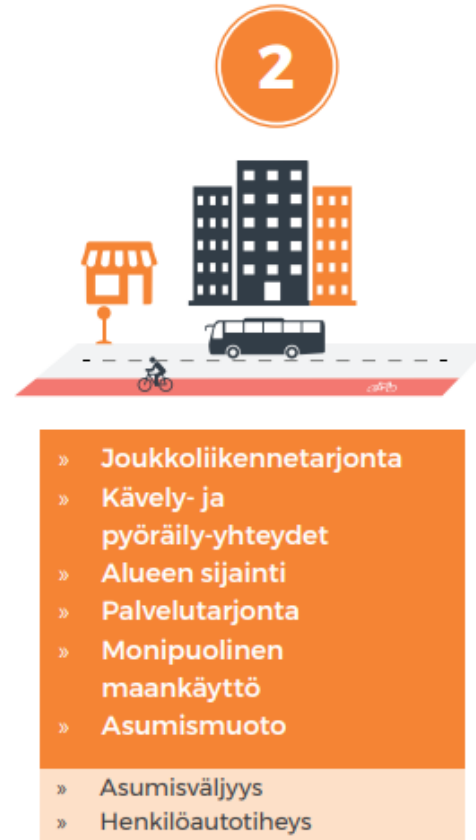 2
» Joukkoliikennetarjonta
» Kävely- ja
pyöräily-yhteydet
» Alueen sijainti
» Palvelutarjonta
» Monipuolinen
maankäyttö
» Asumismuoto
» Asumisväljyys
» Henkilöautotiheys